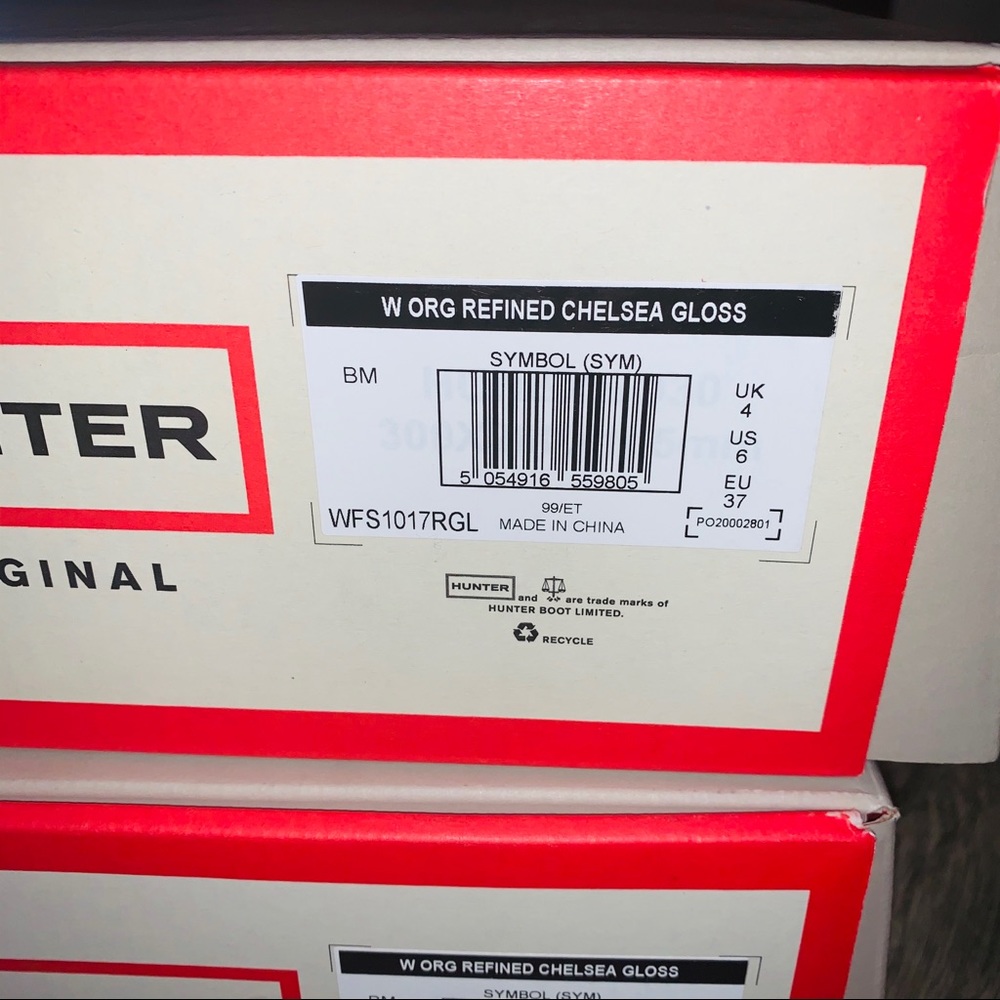 W ORG REFINED CHELSEA GLOSS
SYMBOL (SYM)
BM
UK
4
US
6
EU
37
5 054916 559805
99/ET
WFS1017RGL
MADE IN CHINA
PO20002801
TER
GINAL
HUNTER and are trade marks of
HUNTER BOOT LIMITED.
RECYCLE
W ORG REFINED CHELSEA GLOSS
SYMBOL (SYM)
BM